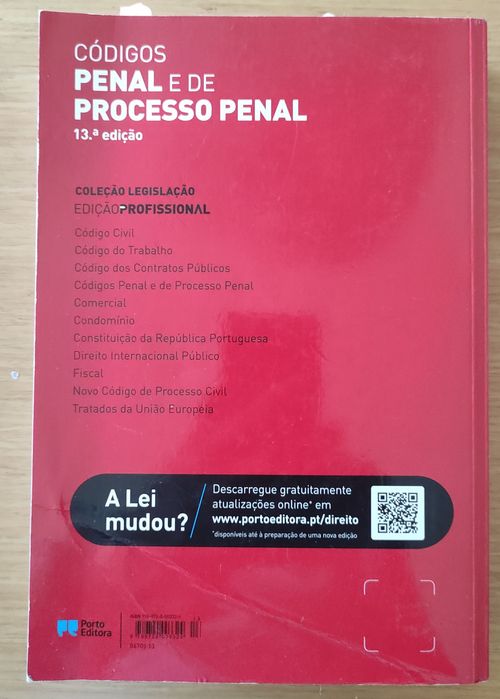 CÓDIGOS
PENAL E DE
PROCESSO PENAL
13.ª edição
COLEÇÃO LEGISLAÇÃO
EDIÇÃOPROFISSIONAL
Código Civil
Código do Trabalho
Código dos Contratos Públicos
Códigos Penal e de Processo Penal
Comercial
Condomínio
Constituição da República Portuguesa
Direito Internacional Público
Fiscal
Novo Código de Processo Civil
Tratados da União Europeia
A Lei
mudou?
Descarregue gratuitamente
atualizações online* em
www.portoeditora.pt/direito
*disponíveis até à preparação de uma nova edição
Porto
Editora
ISBN